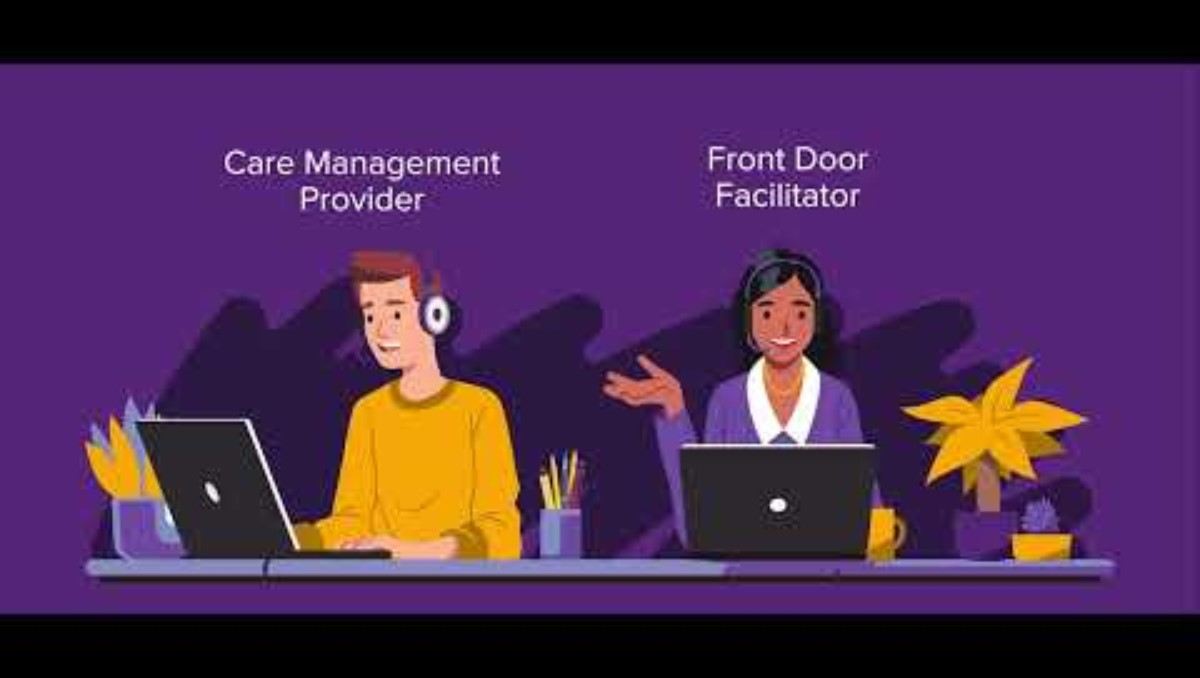 Care Management
Provider
Front Door
Facilitator